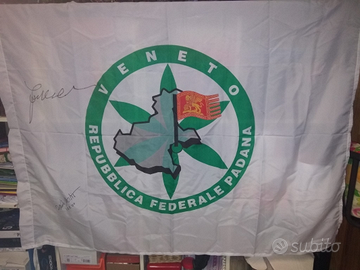 VENETO
REPUBBLICA FEDERALE PADANA
subito